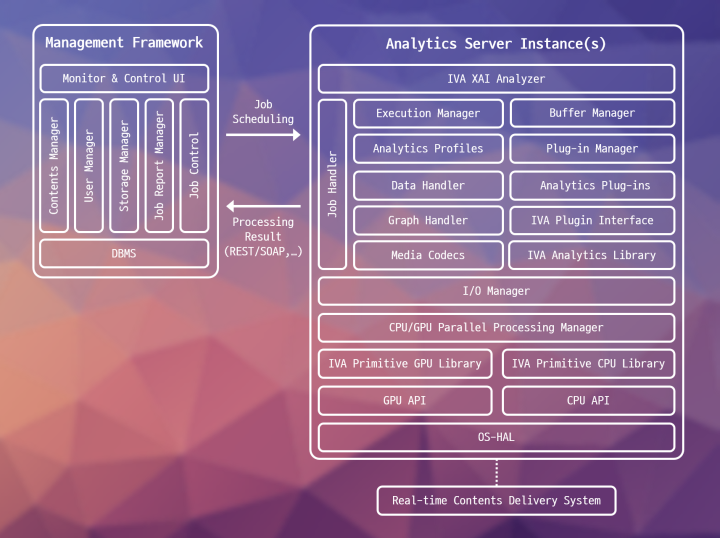 Management Framework
Monitor & Control UI
Contents Manager
User Manager
Storage Manager
Job Report Manager
Job Control
DBMS
Job
Scheduling
Processing
Result
(REST/SOAP,…)
Analytics Server Instance(s)
IVA XAI Analyzer
Job Handler
Execution Manager
Buffer Manager
Analytics Profiles
Plug-in Manager
Data Handler
Analytics Plug-ins
Graph Handler
IVA Plugin Interface
Media Codecs
IVA Analytics Library
I/O Manager
CPU/GPU Parallel Processing Manager
IVA Primitive GPU Library
IVA Primitive CPU Library
GPU API
CPU API
OS-HAL
Real-time Contents Delivery System